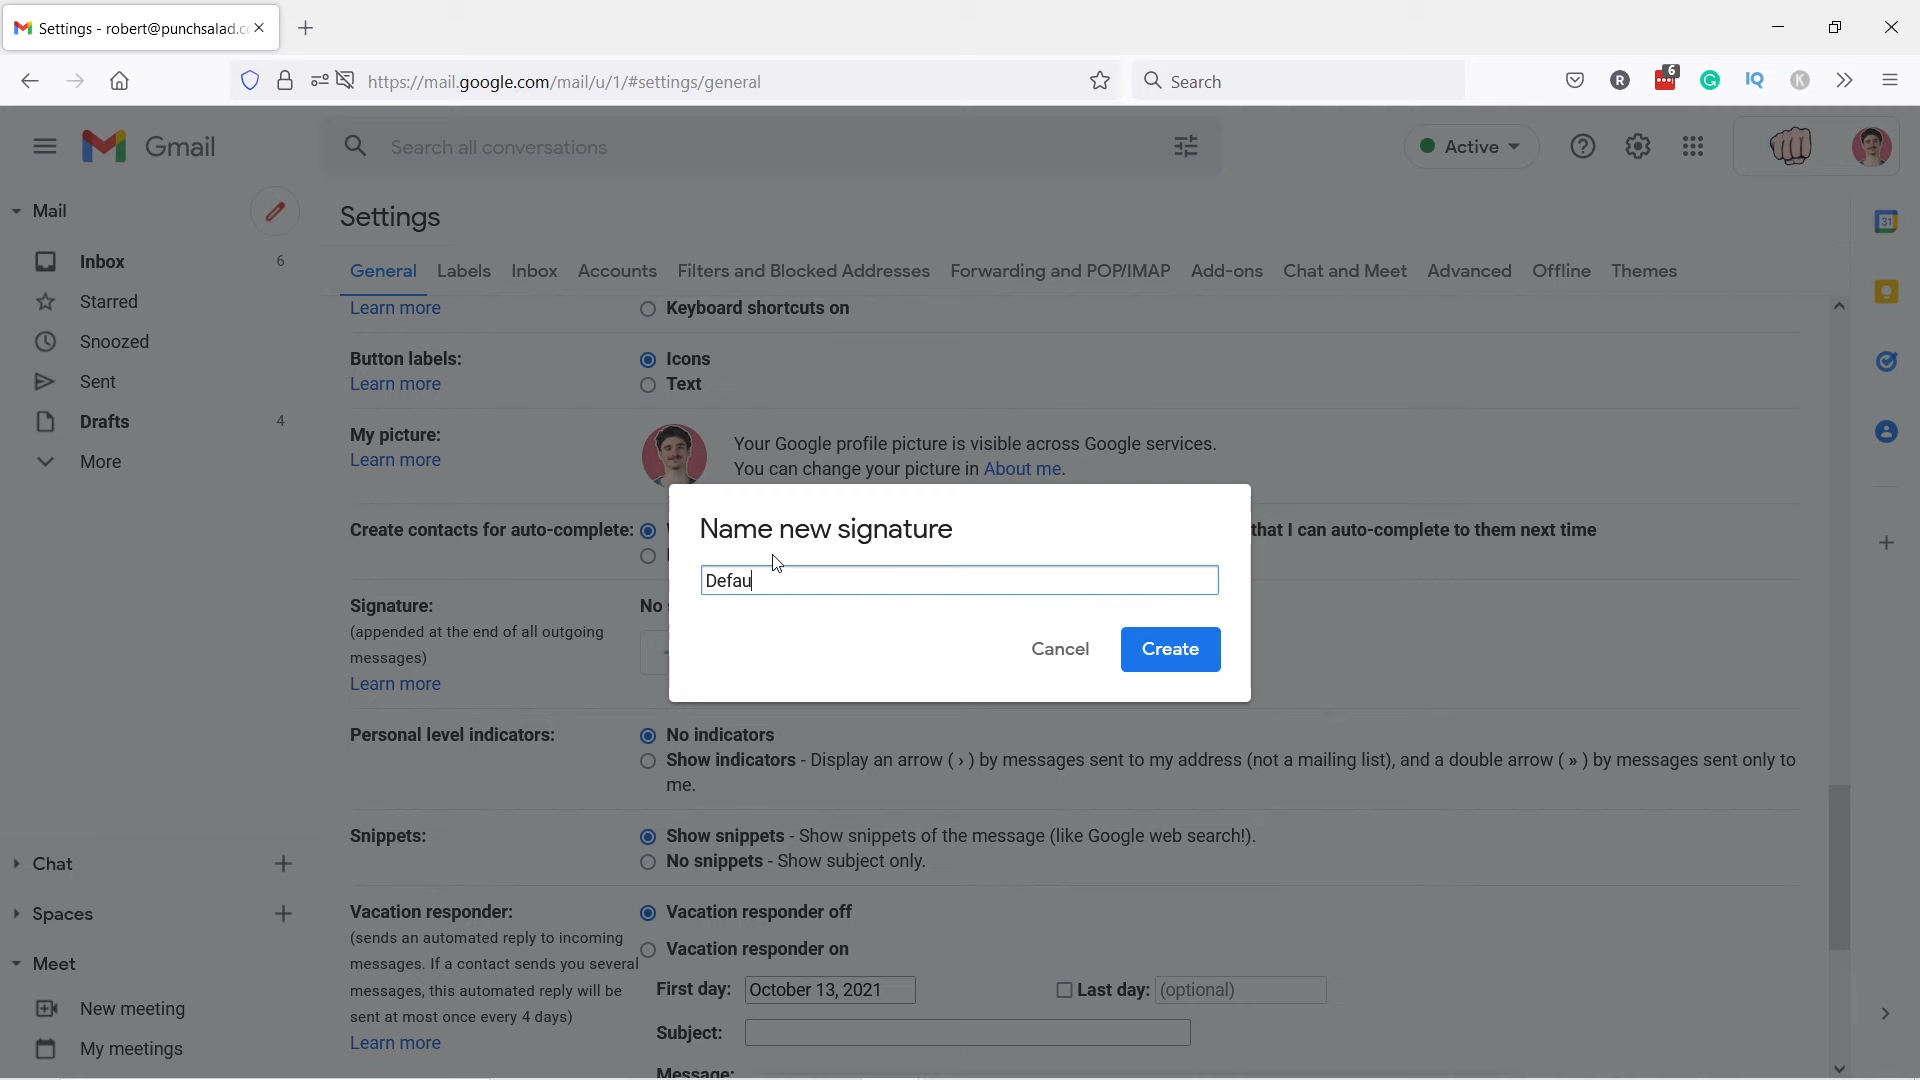 Settings - robert@punchsalad.c
https://mail.google.com/mail/u/1/#settings/general
Search
6
R
IQ
K
Gmail
Search all conversations
Active
Mail
Inbox 6
Starred
Snoozed
Sent
Drafts 4
More
Chat
Spaces
Meet
New meeting
My meetings
Settings
General Labels Inbox Accounts Filters and Blocked Addresses Forwarding and POP/IMAP Add-ons Chat and Meet Advanced Offline Themes
Learn more
Keyboard shortcuts on
Button labels:
Learn more
Icons
Text
My picture:
Learn more
Your Google profile picture is visible across Google services.
You can change your picture in About me.
Create contacts for auto-complete:
that I can auto-complete to them next time
Name new signature
Defau
Cancel
Create
Signature:
(appended at the end of all outgoing
messages)
Learn more
No
Personal level indicators:
No indicators
Show indicators - Display an arrow ( › ) by messages sent to my address (not a mailing list), and a double arrow ( » ) by messages sent only to
me.
Snippets:
Show snippets - Show snippets of the message (like Google web search!).
No snippets - Show subject only.
Vacation responder:
(sends an automated reply to incoming
messages. If a contact sends you several
messages, this automated reply will be
sent at most once every 4 days)
Learn more
Vacation responder off
Vacation responder on
First day: October 13, 2021
Last day: (optional)
Subject:
Message:
31